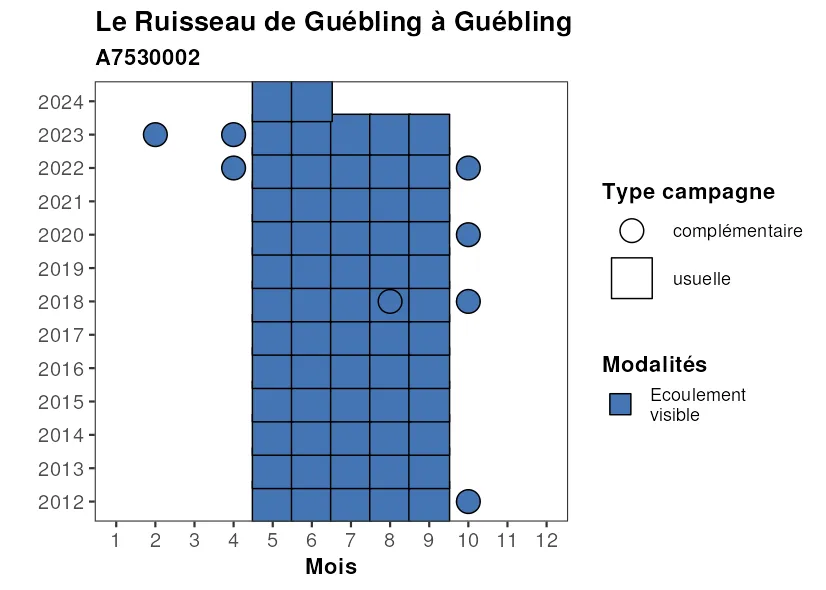 Le Ruisseau de Guébling à Guébling
A7530002
2024
2023
2022
2021
2020
2019
2018
2017
2016
2015
2014
2013
2012
1 2 3 4 5 6 7 8 9 10 11 12
Mois
Type campagne
complémentaire
usuelle
Modalités
Ecoulement
visible